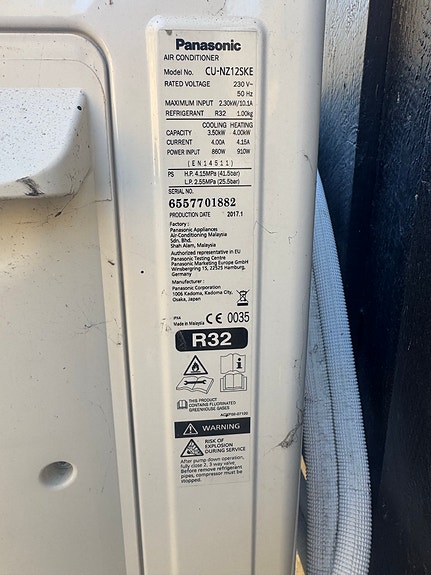 Panasonic
AIR CONDITIONER
Model No. CU-NZ12SKE
RATED VOLTAGE 230 V~
50 Hz
MAXIMUM INPUT 2.30kW/10.1A
REFRIGERANT R32 1.00kg
COOLING HEATING
CAPACITY 3.50kW 4.00kW
CURRENT 4.00A 4.15A
POWER INPUT 860W 910W
(EN14511)
PS H.P. 4.15MPa (41.5bar)
L.P. 2.55MPa (25.5bar)
SERIAL NO.
6557701882
PRODUCTION DATE 2017.1
Factory :
Panasonic Appliances
Air-Conditioning Malaysia
Sdn. Bhd.
Shah Alam, Malaysia
Authorized representative in EU
Panasonic Testing Centre
Panasonic Marketing Europe GmbH
Winsbergring 15, 22525 Hamburg,
Germany
Manufacturer :
Panasonic Corporation
1006 Kadoma, Kadoma City,
Osaka, Japan
IPX4
Made in Malaysia CE 0035
R32
THIS PRODUCT
CONTAINS FLUORINATED
GREENHOUSE GASES
WARNING
RISK OF
EXPLOSION
DURING SERVICE
After pump down operation,
fully close 2, 3 way valve.
Before remove refrigerant
pipes, compressor must be
stopped.